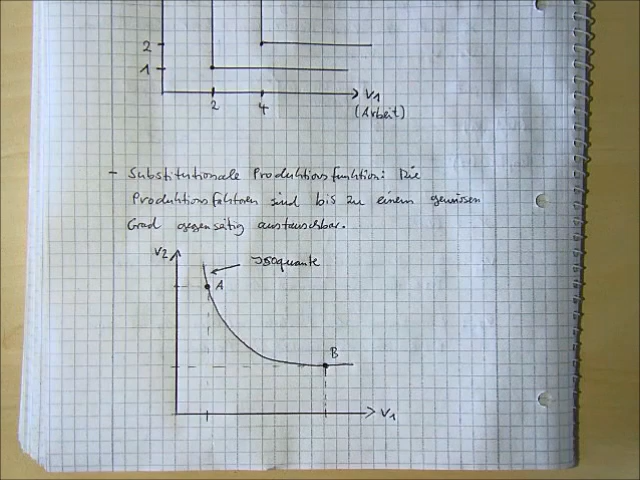 2
1
2
4
V1
(Arbeit)
- Substitutionale Produktionsfunktion: Die
Produktionsfaktoren sind bis zu einem gewissen
Grad gegenseitig austauschbar.
V2
Isoquante
A
B
V1